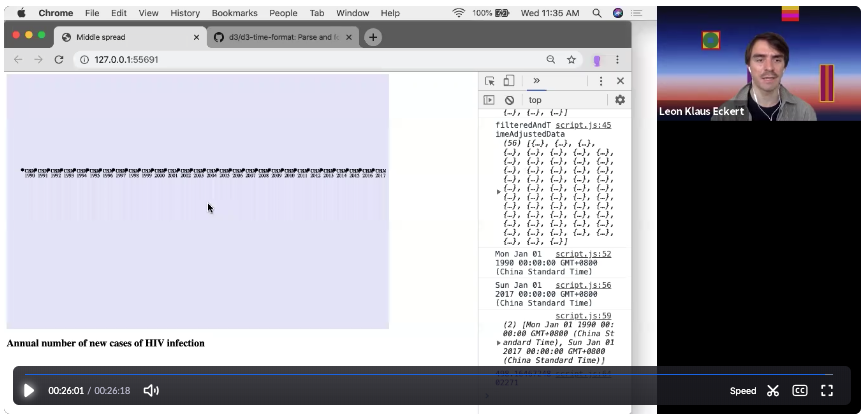 Chrome File Edit View History Bookmarks People Tab Window Help 100% Wed 11:35 AM
Middle spread
d3/d3-time-format: Parse and fo
127.0.0.1:55691
top
{…}, {…}]
filteredAndT script.js:45
imeAdjustedData
(56) [{…}, {…}, {…},
{…}, {…}, {…}, {…}, {…},
{…}, {…}, {…}, {…}, {…},
{…}, {…}, {…}, {…}, {…},
{…}, {…}, {…}, {…}, {…},
{…}, {…}, {…}, {…}, {…},
{…}, {…}, {…}, {…}, {…},
{…}, {…}, {…}, {…}, {…},
{…}, {…}, {…}, {…}, {…},
{…}, {…}, {…}, {…}, {…},
{…}, {…}, {…}, {…}, {…},
{…}, {…}, {…}]
Mon Jan 01 script.js:52
1990 00:00:00 GMT+0800
(China Standard Time)
Sun Jan 01 script.js:56
2017 00:00:00 GMT+0800
(China Standard Time)
script.js:59
(2) [Mon Jan 01 1990 00:
00:00 GMT+0800 (China St
andard Time), Sun Jan 01
2017 00:00:00 GMT+0800
(China Standard Time)]
1990 1991 1992 1993 1994 1995 1996 1997 1998 1999 2000 2001 2002 2003 2004 2005 2006 2007 2008 2009 2010 2011 2012 2013 2014 2015 2016 2017
Annual number of new cases of HIV infection
Leon Klaus Eckert
00:26:01 / 00:26:18
Speed
CC